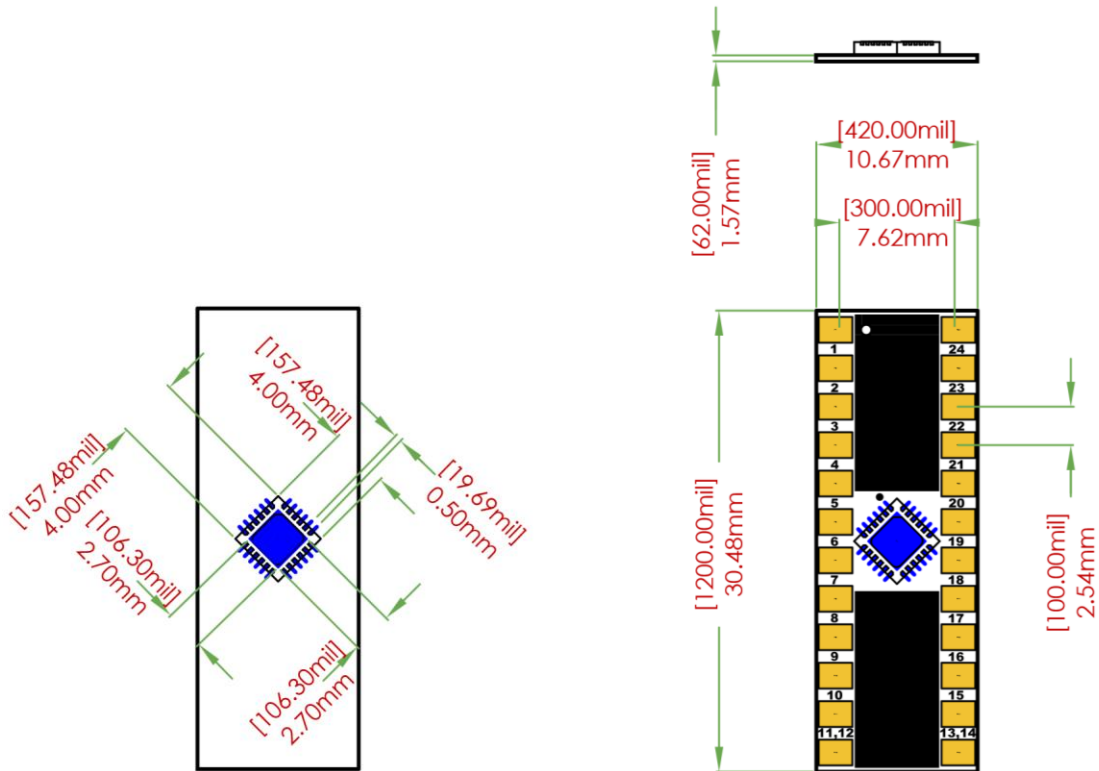 [62.00mil]
1.57mm
[420.00mil]
10.67mm
[300.00mil]
7.62mm
[157.48mil]
4.00mm
[157.48mil]
4.00mm
[19.69mil]
0.50mm
[106.30mil]
2.70mm
[106.30mil]
2.70mm
[1200.00mil]
30.48mm
[100.00mil]
2.54mm
1 24
2 23
3 22
4 21
5 20
6 19
7 18
8 17
9 16
10 15
11,12 13,14